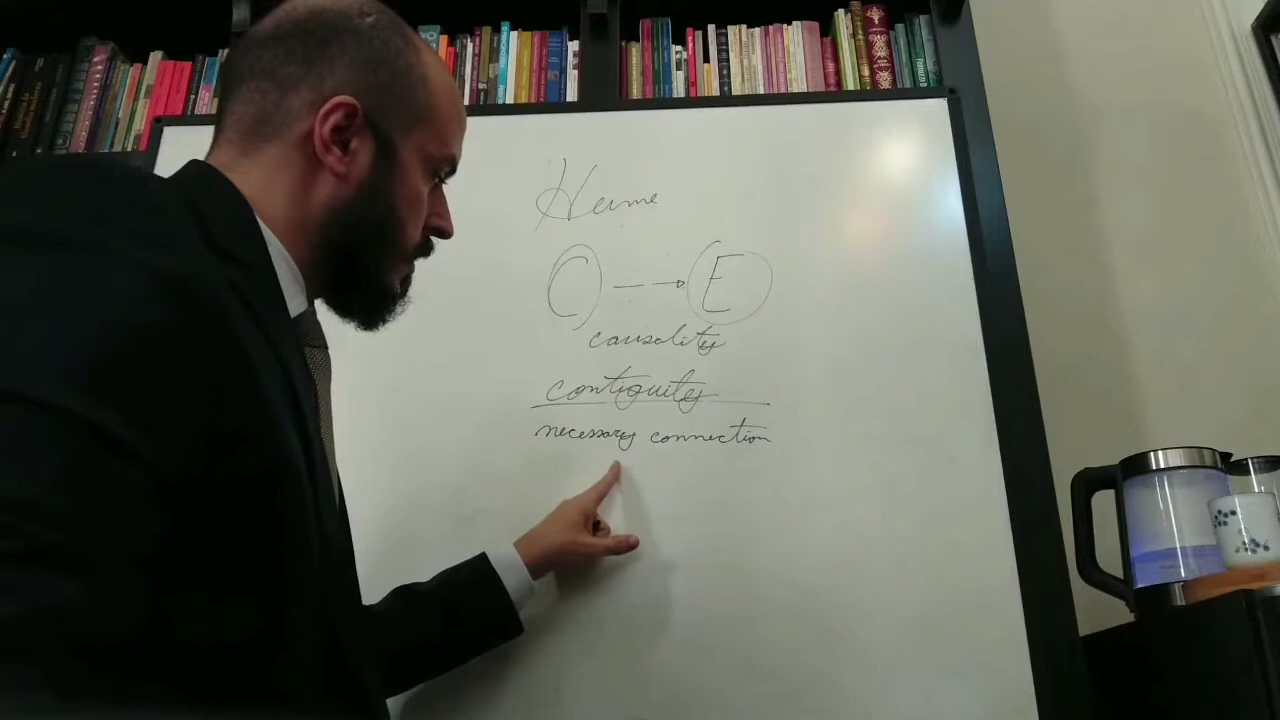 Hume
C → E
causality
contiguity
necessary connection